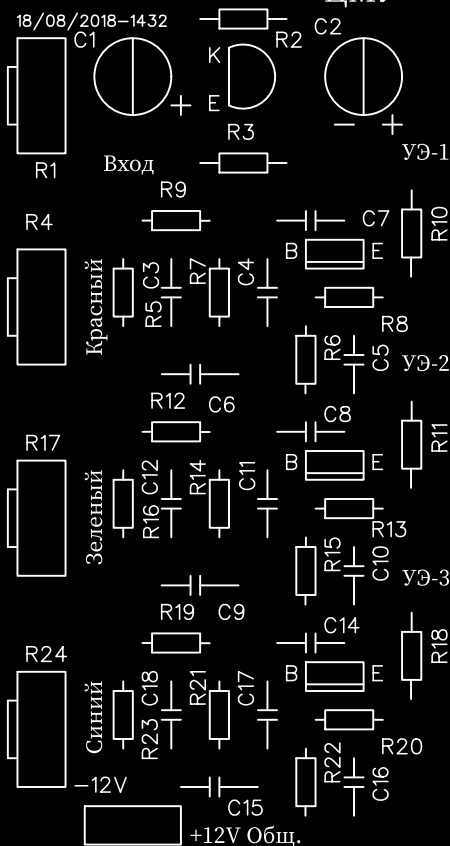 ЦМУ
18/08/2018-1432
C1
R2
C2
K
E
+
− +
R3
R1
Вход
УЭ-1
R9
R4
C7
R10
B
E
Красный
C3
R5
R7
C4
R8
R6
C5
УЭ-2
R12
C6
C8
R11
R17
B
E
Зеленый
C12
R16
R14
C11
R13
R15
C10
УЭ-3
R19
C9
C14
R18
R24
B
E
Синий
C18
R23
R21
C17
R20
R22
C16
-12V
C15
+12V Общ.